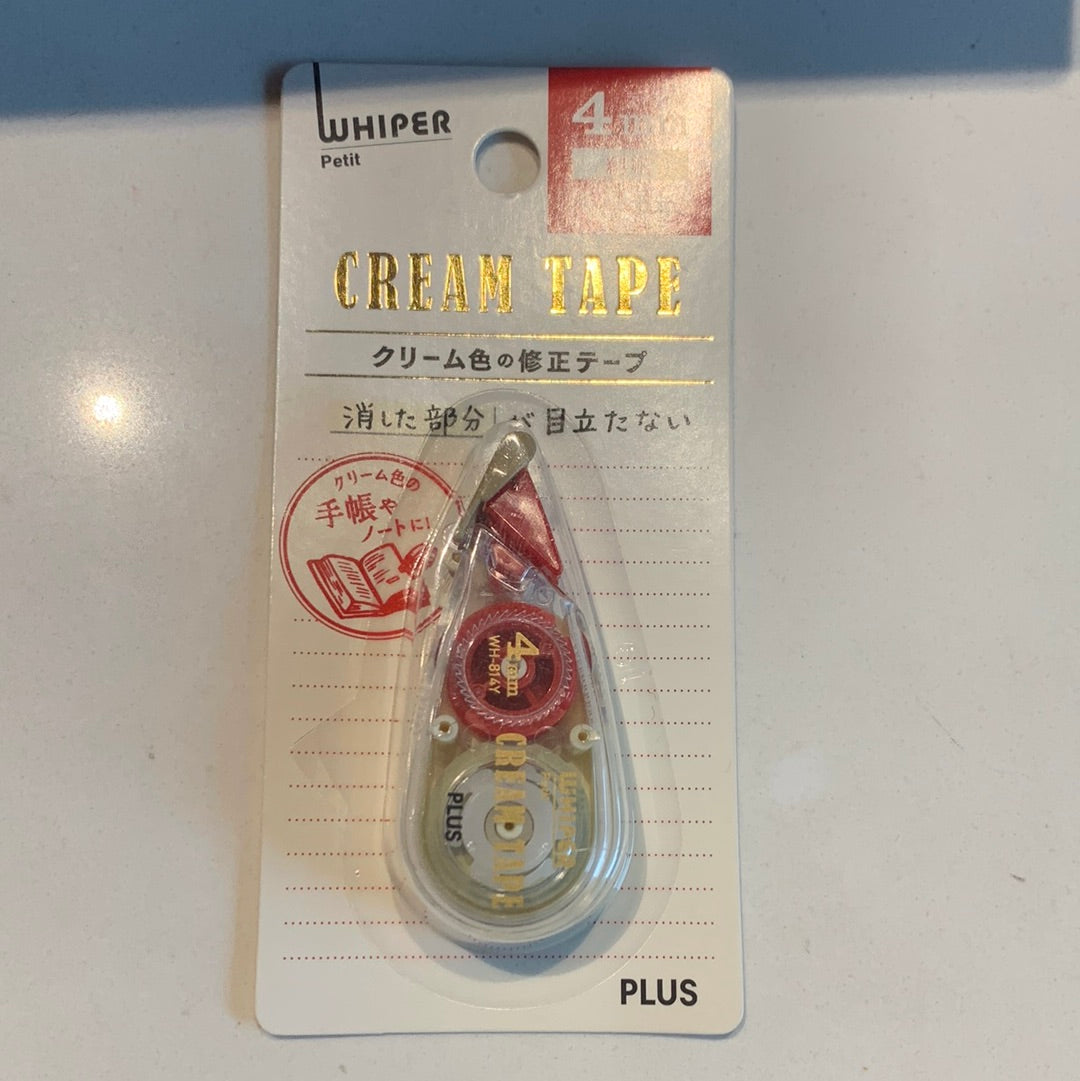 WHIPER
Petit
4mm
CREAM TAPE
クリーム色の修正テープ
消した部分が目立たない
クリーム色の
手帳や
ノートに!
4mm
WH-814Y
CREAM TAPE
PLUS
PLUS